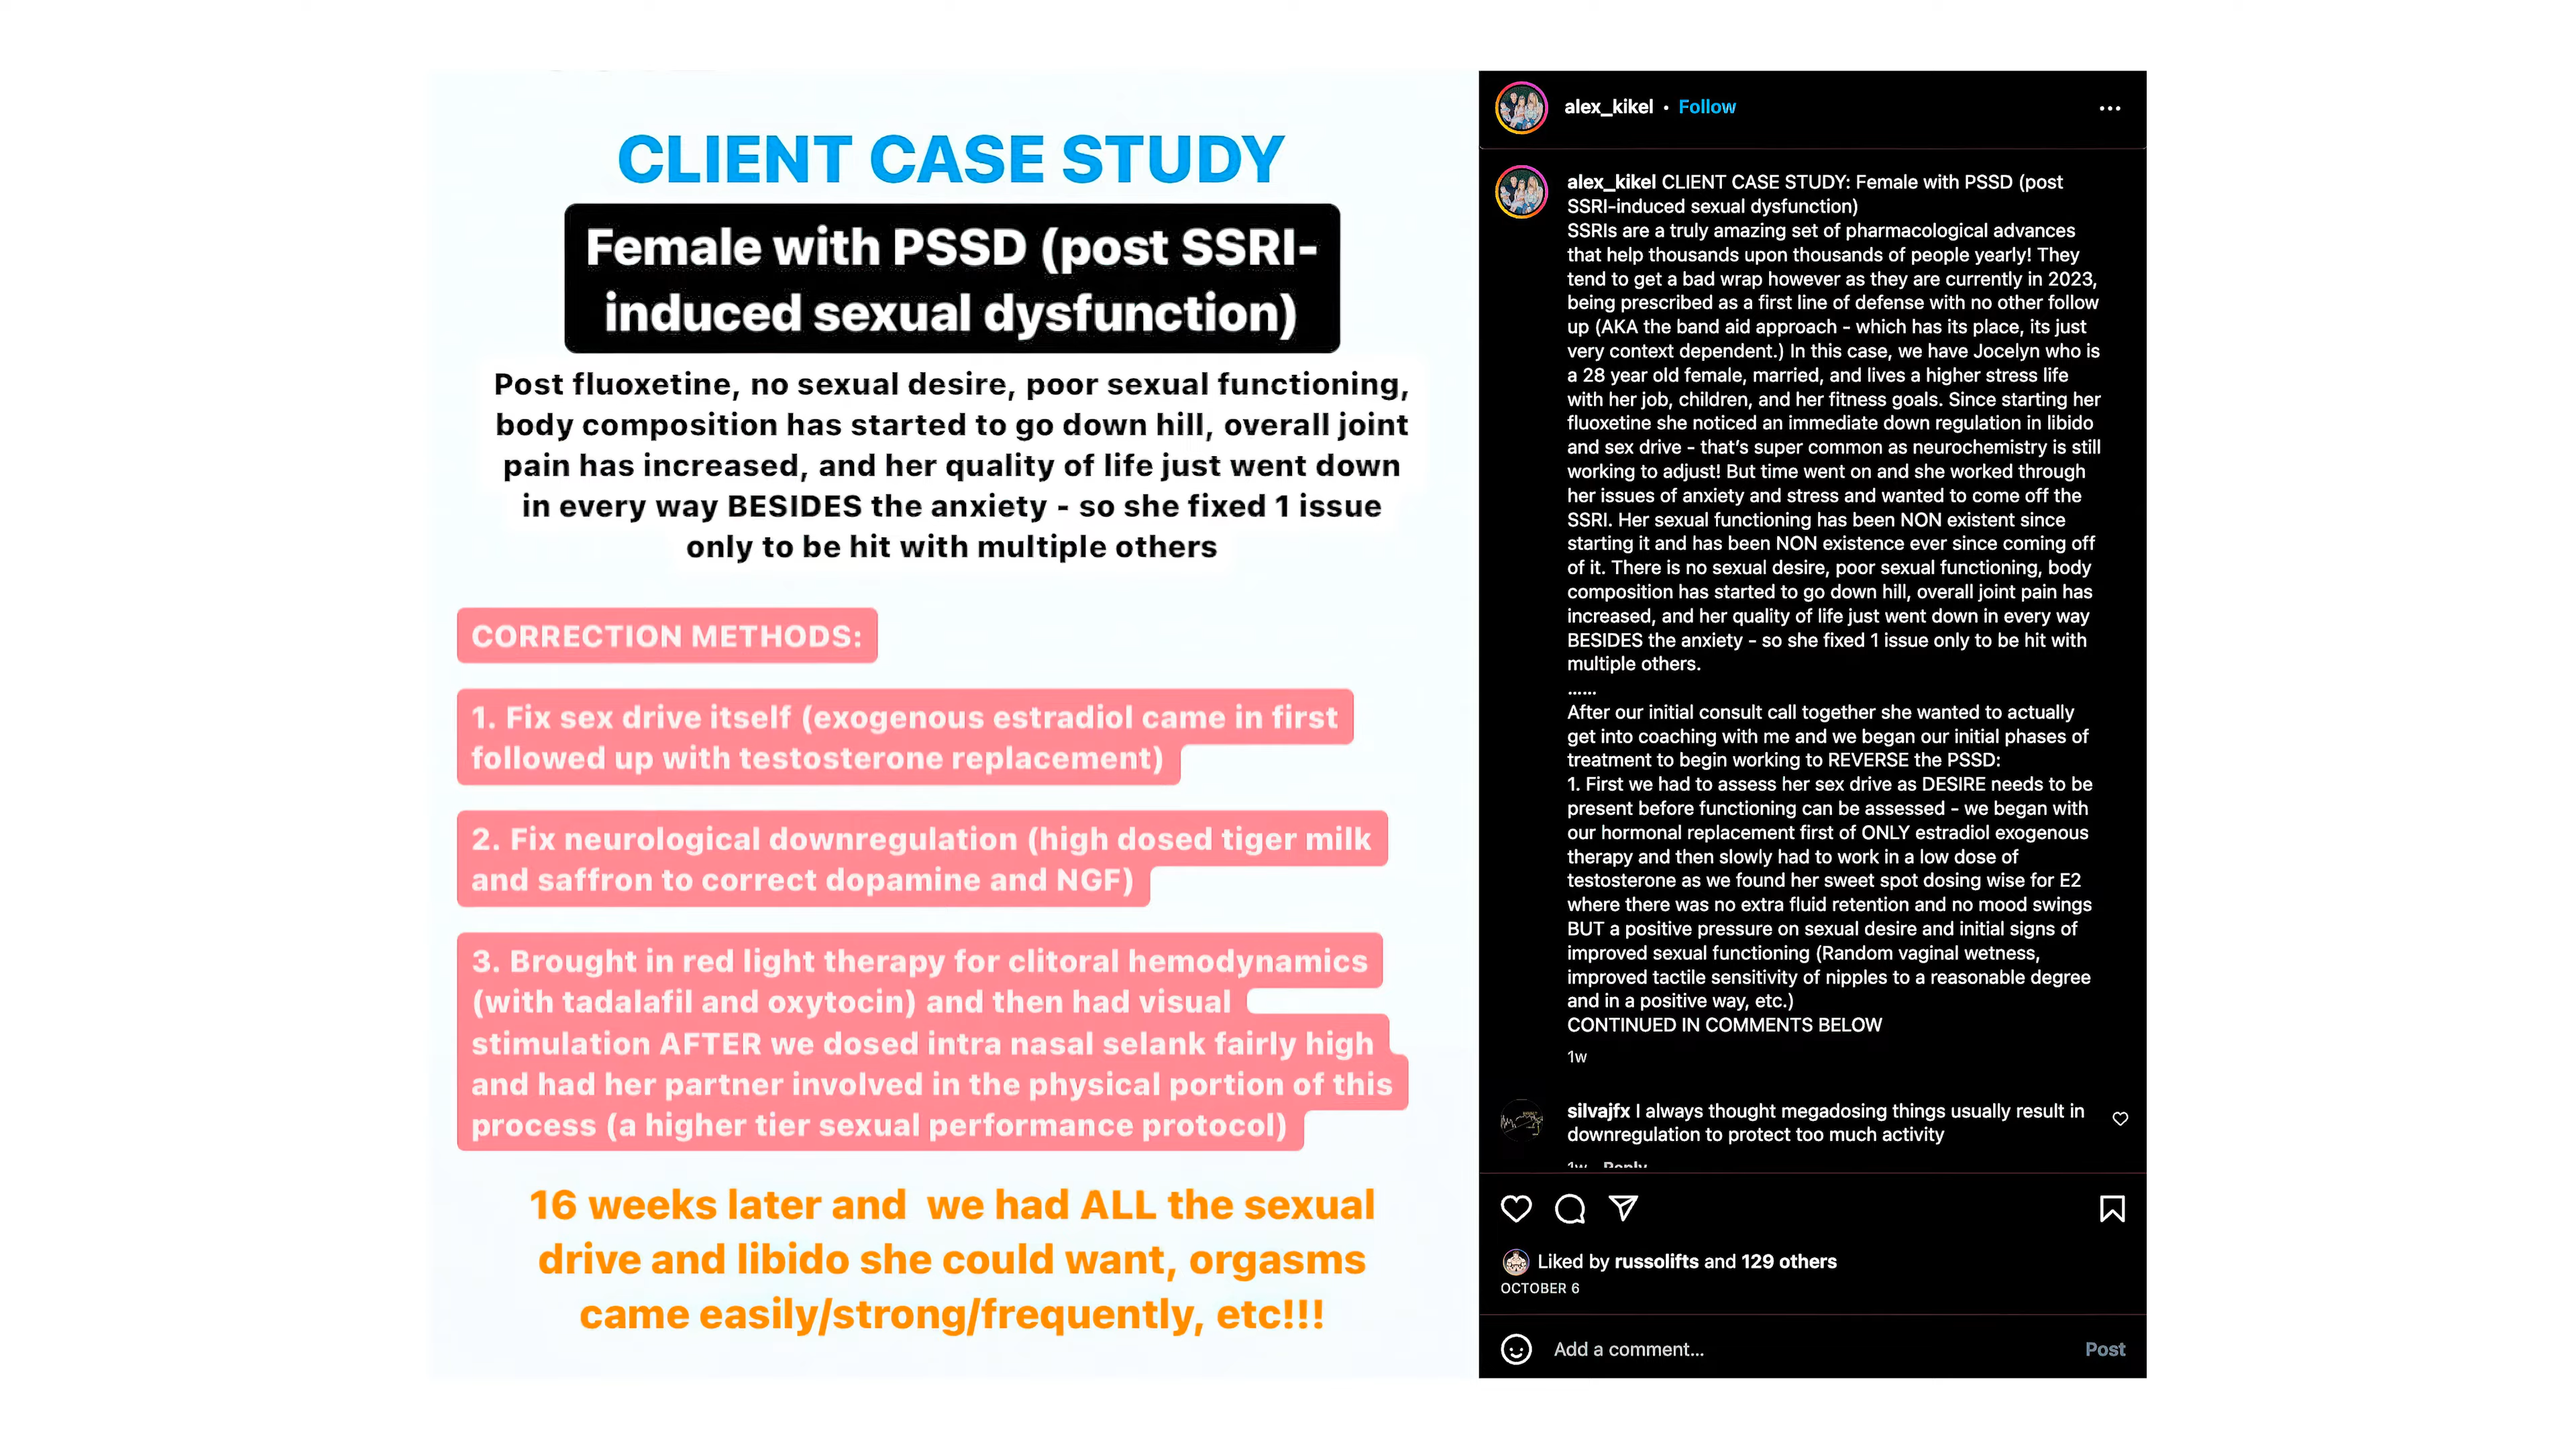 CLIENT CASE STUDY
Female with PSSD (post SSRI-
induced sexual dysfunction)
Post fluoxetine, no sexual desire, poor sexual functioning,
body composition has started to go down hill, overall joint
pain has increased, and her quality of life just went down
in every way BESIDES the anxiety - so she fixed 1 issue
only to be hit with multiple others
CORRECTION METHODS:
1. Fix sex drive itself (exogenous estradiol came in first
followed up with testosterone replacement)
2. Fix neurological downregulation (high dosed tiger milk
and saffron to correct dopamine and NGF)
3. Brought in red light therapy for clitoral hemodynamics
(with tadalafil and oxytocin) and then had visual
stimulation AFTER we dosed intra nasal selank fairly high
and had her partner involved in the physical portion of this
process (a higher tier sexual performance protocol)
16 weeks later and we had ALL the sexual
drive and libido she could want, orgasms
came easily/strong/frequently, etc!!!
alex_kikel • Follow
alex_kikel CLIENT CASE STUDY: Female with PSSD (post
SSRI-induced sexual dysfunction)
SSRIs are a truly amazing set of pharmacological advances
that help thousands upon thousands of people yearly! They
tend to get a bad wrap however as they are currently in 2023,
being prescribed as a first line of defense with no other follow
up (AKA the band aid approach - which has its place, its just
very context dependent.) In this case, we have Jocelyn who is
a 28 year old female, married, and lives a higher stress life
with her job, children, and her fitness goals. Since starting her
fluoxetine she noticed an immediate down regulation in libido
and sex drive - that's super common as neurochemistry is still
working to adjust! But time went on and she worked through
her issues of anxiety and stress and wanted to come off the
SSRI. Her sexual functioning has been NON existent since
starting it and has been NON existence ever since coming off
of it. There is no sexual desire, poor sexual functioning, body
composition has started to go down hill, overall joint pain has
increased, and her quality of life just went down in every way
BESIDES the anxiety - so she fixed 1 issue only to be hit with
multiple others.
......
After our initial consult call together she wanted to actually
get into coaching with me and we began our initial phases of
treatment to begin working to REVERSE the PSSD:
1. First we had to assess her sex drive as DESIRE needs to be
present before functioning can be assessed - we began with
our hormonal replacement first of ONLY estradiol exogenous
therapy and then slowly had to work in a low dose of
testosterone as we found her sweet spot dosing wise for E2
where there was no extra fluid retention and no mood swings
BUT a positive pressure on sexual desire and initial signs of
improved sexual functioning (Random vaginal wetness,
improved tactile sensitivity of nipples to a reasonable degree
and in a positive way, etc.)
CONTINUED IN COMMENTS BELOW
1w
silvajfx I always thought megadosing things usually result in
downregulation to protect too much activity
1w Reply
Liked by russolifts and 129 others
OCTOBER 6
Add a comment...
Post